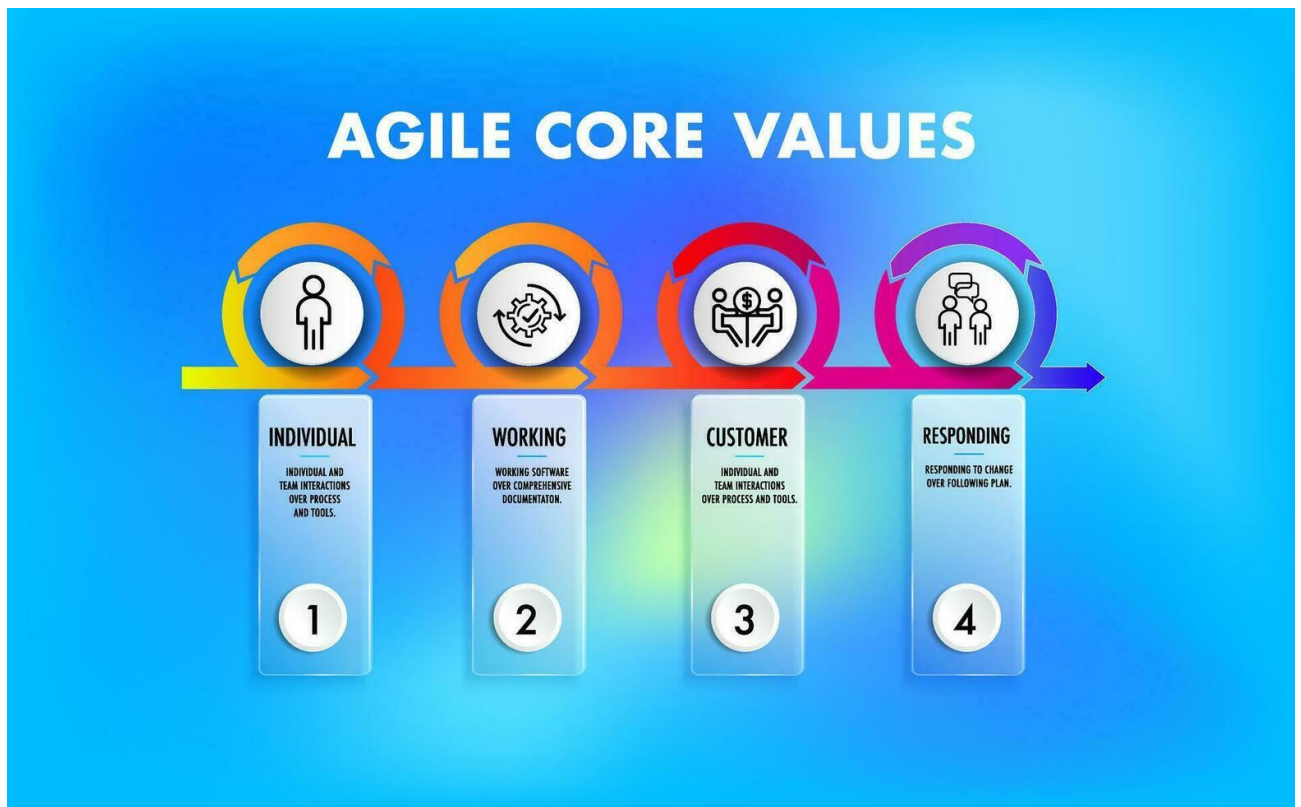 AGILE CORE VALUES
$
INDIVIDUAL
INDIVIDUAL AND
TEAM INTERACTIONS
OVER PROCESS
AND TOOLS.
1
WORKING
WORKING SOFTWARE
OVER COMPREHENSIVE
DOCUMENTATON.
2
CUSTOMER
INDIVIDUAL AND
TEAM INTERACTIONS
OVER PROCESS AND TOOLS.
3
RESPONDING
RESPONDING TO CHANGE
OVER FOLLOWING PLAN.
4